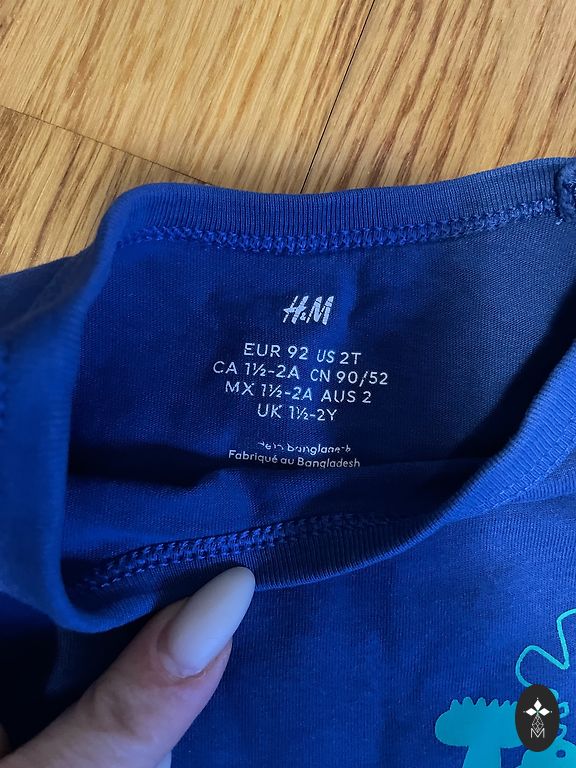 H&M
EUR 92 US 2T
CA 1½-2A CN 90/52
MX 1½-2A AUS 2
UK 1½-2Y
Fabriqué au Bangladesh
M